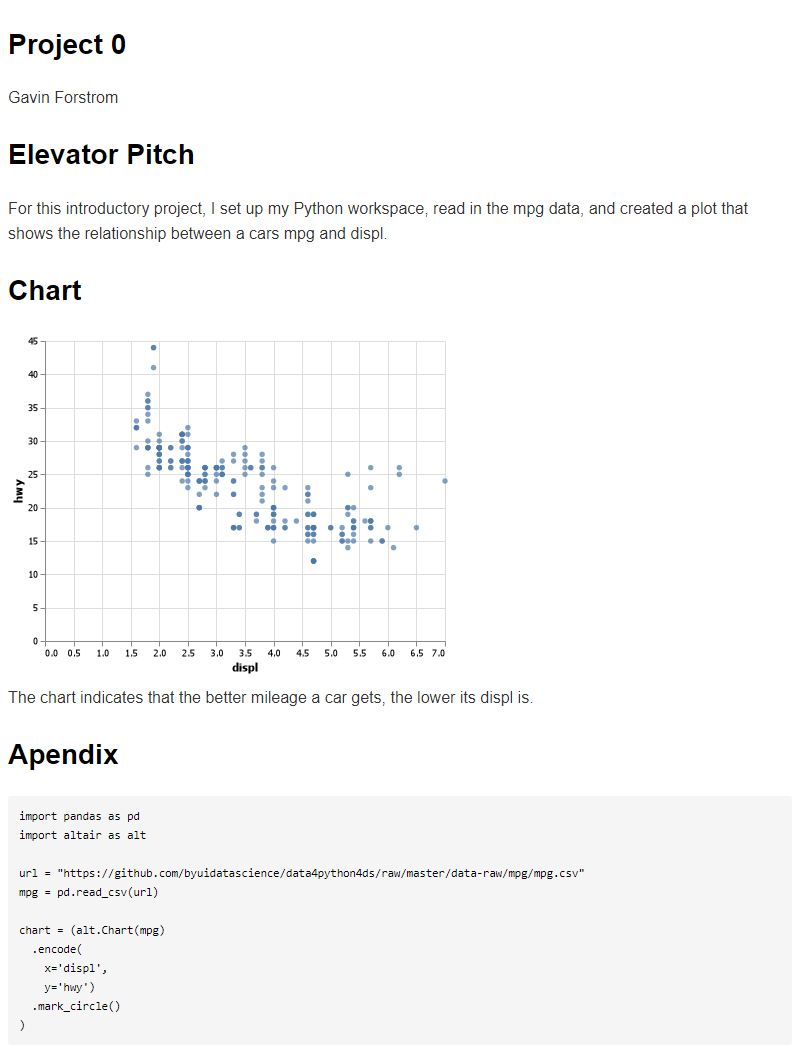 Project 0
Gavin Forstrom
Elevator Pitch
For this introductory project, I set up my Python workspace, read in the mpg data, and created a plot that
shows the relationship between a cars mpg and displ.
Chart
45
40
35
30
25
20
15
10
5
0
hwy
0.0 0.5 1.0 1.5 2.0 2.5 3.0 3.5 4.0 4.5 5.0 5.5 6.0 6.5 7.0
displ
The chart indicates that the better mileage a car gets, the lower its displ is.
Apendix
import pandas as pd
import altair as alt
url = "https://github.com/byuidatascience/data4python4ds/raw/master/data-raw/mpg/mpg.csv"
mpg = pd.read_csv(url)
chart = (alt.Chart(mpg)
  .encode(
    x='displ',
    y='hwy')
  .mark_circle()
)